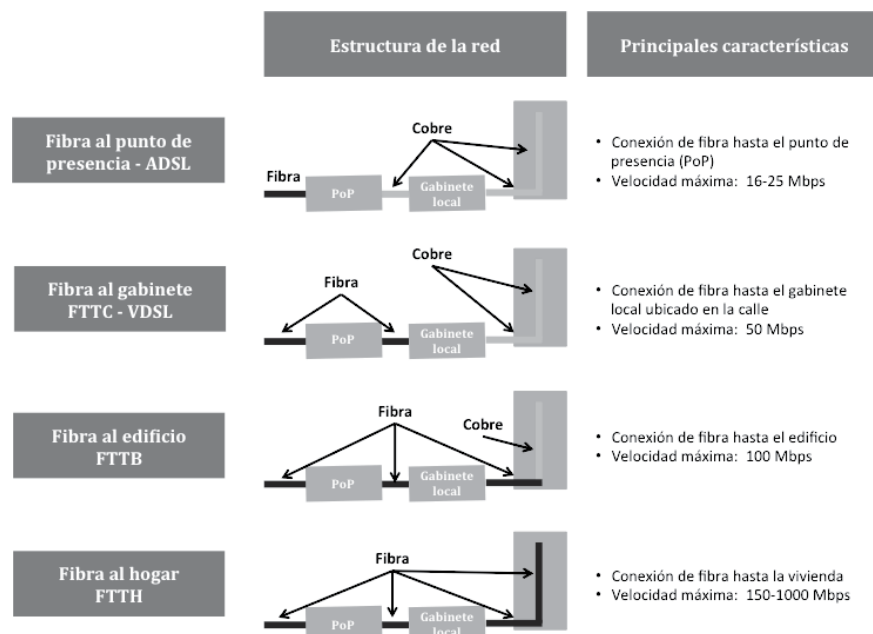 Estructura de la red
Principales características
Fibra al punto de
presencia - ADSL
Cobre
Fibra
PoP
Gabinete
local
• Conexión de fibra hasta el punto de
presencia (PoP)
• Velocidad máxima: 16-25 Mbps
Fibra al gabinete
FTTC - VDSL
Cobre
Fibra
PoP
Gabinete
local
• Conexión de fibra hasta el gabinete
local ubicado en la calle
• Velocidad máxima: 50 Mbps
Fibra al edificio
FTTB
Fibra
Cobre
PoP
Gabinete
local
• Conexión de fibra hasta el edificio
• Velocidad máxima: 100 Mbps
Fibra al hogar
FTTH
Fibra
PoP
Gabinete
local
• Conexión de fibra hasta la vivienda
• Velocidad máxima: 150-1000 Mbps